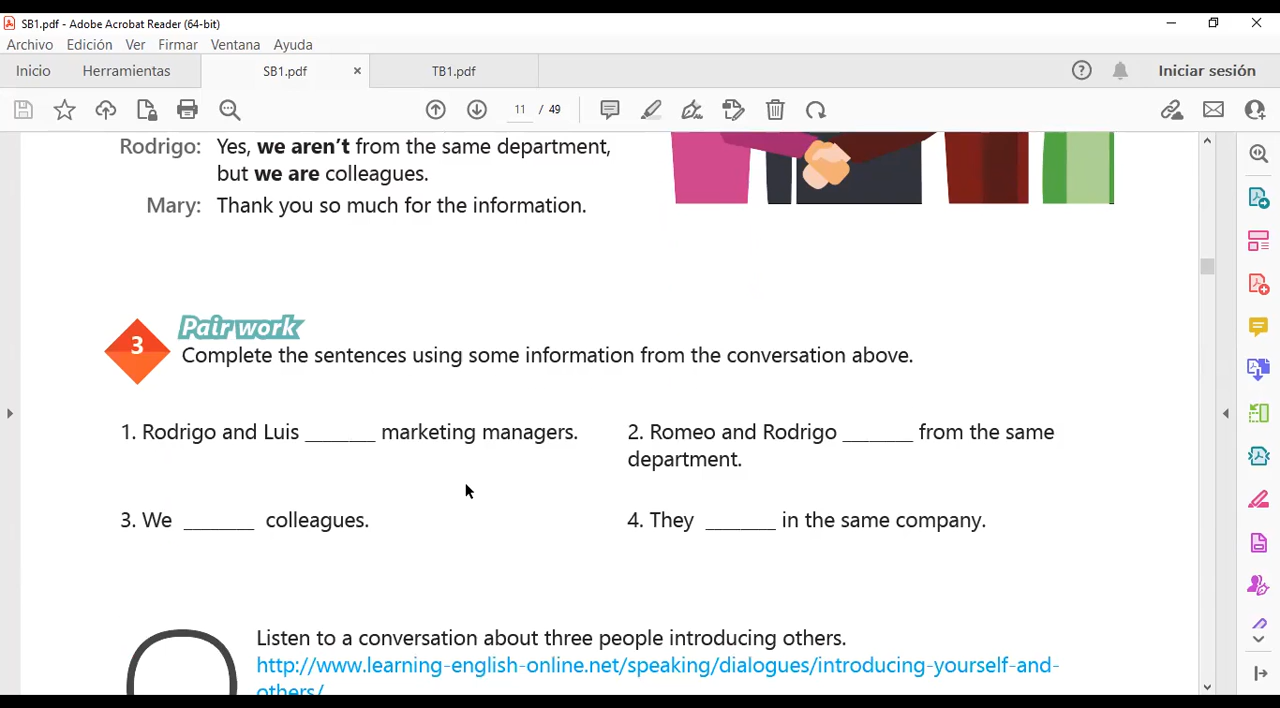 SB1.pdf - Adobe Acrobat Reader (64-bit)
Archivo Edición Ver Firmar Ventana Ayuda
Inicio Herramientas SB1.pdf × TB1.pdf Iniciar sesión
11 / 49
Rodrigo: Yes, we aren't from the same department,
but we are colleagues.
Mary: Thank you so much for the information.
Pair work
3
Complete the sentences using some information from the conversation above.
1. Rodrigo and Luis _______ marketing managers.
2. Romeo and Rodrigo _______ from the same
department.
3. We _______ colleagues.
4. They _______ in the same company.
Listen to a conversation about three people introducing others.
http://www.learning-english-online.net/speaking/dialogues/introducing-yourself-and-
others/